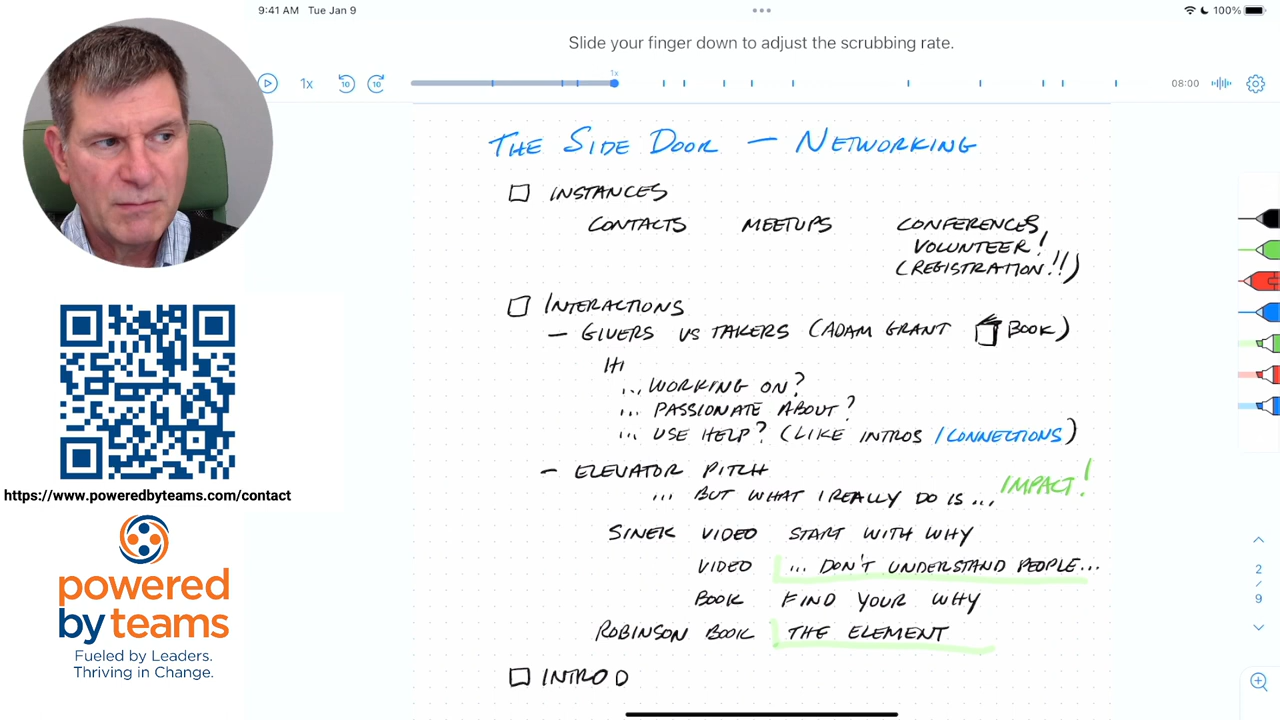 9:41 AM Tue Jan 9
100%
Slide your finger down to adjust the scrubbing rate.
1x
10
10
1x
08:00
THE SIDE DOOR — NETWORKING
INSTANCES
CONTACTS MEETUPS CONFERENCES,
VOLUNTEER!
(REGISTRATION!!)
INTERACTIONS
— GIVERS VS TAKERS (ADAM GRANT BOOK)
HI
... WORKING ON?
... PASSIONATE ABOUT?
... USE HELP? (LIKE INTROS / CONNECTIONS)
— ELEVATOR PITCH
... BUT WHAT I REALLY DO IS ... IMPACT!
SINEK VIDEO START WITH WHY
VIDEO ... DON'T UNDERSTAND PEOPLE...
BOOK FIND YOUR WHY
ROBINSON BOOK THE ELEMENT
INTRO D
2
/
9
https://www.poweredbyteams.com/contact
powered
by teams
Fueled by Leaders.
Thriving in Change.